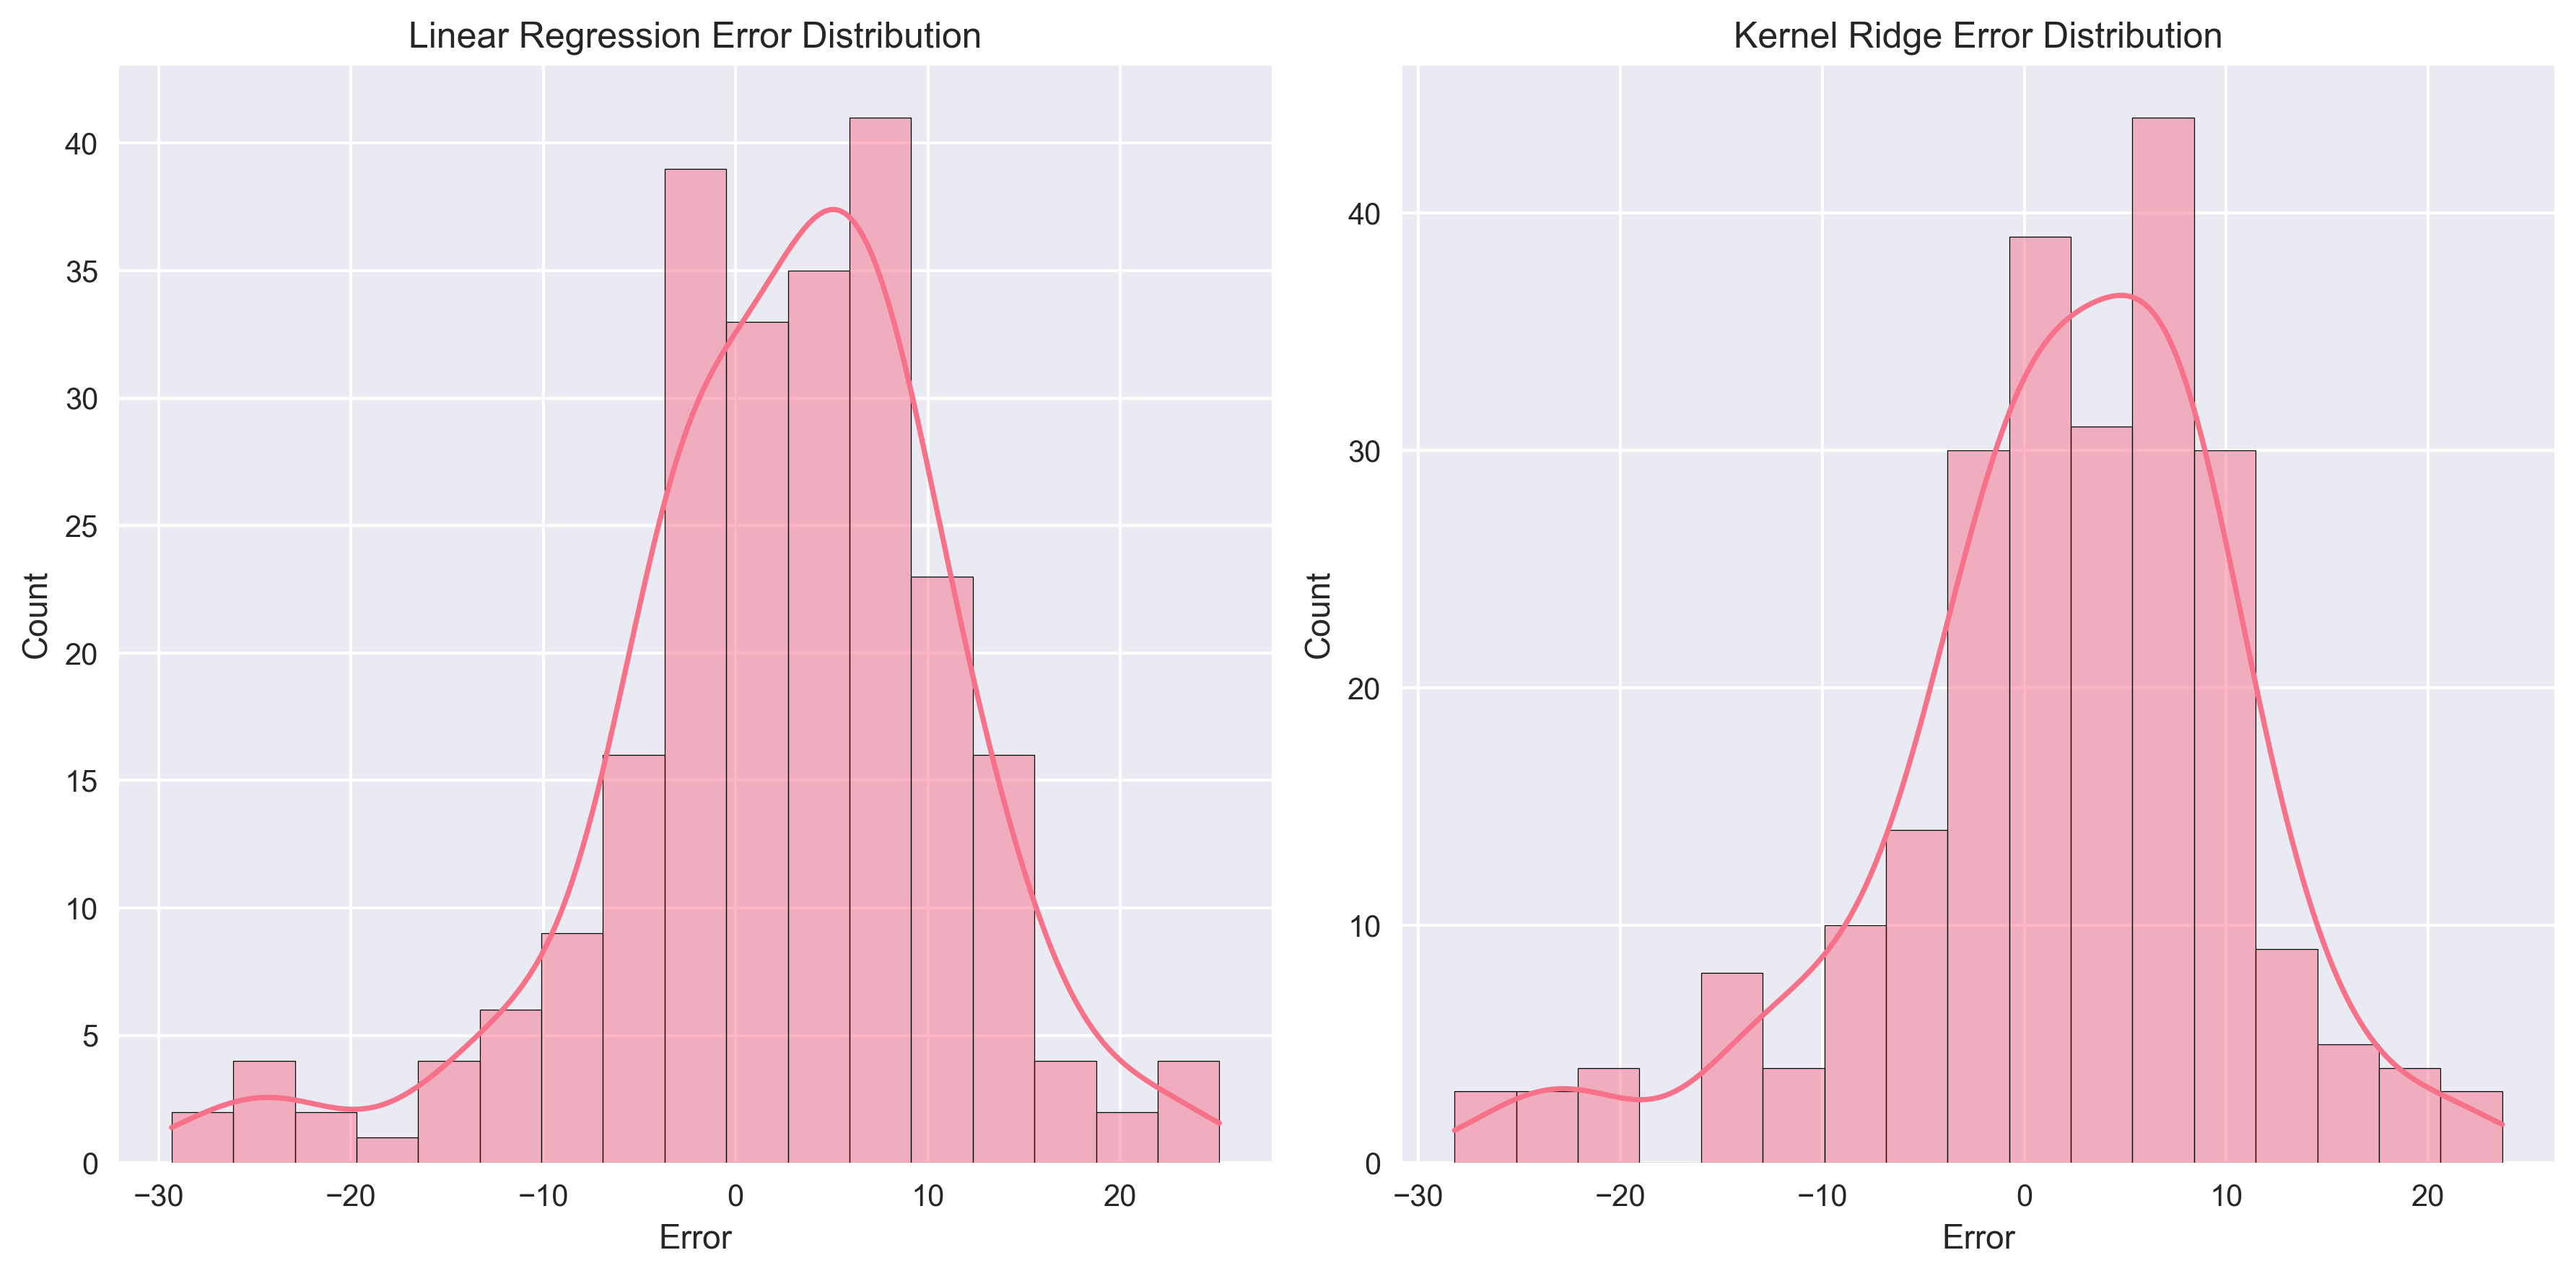 Linear Regression Error Distribution
40
35
30
25
20
15
10
5
0
Count
−30 −20 −10 0 10 20
Error
Kernel Ridge Error Distribution
40
30
20
10
0
Count
−30 −20 −10 0 10 20
Error